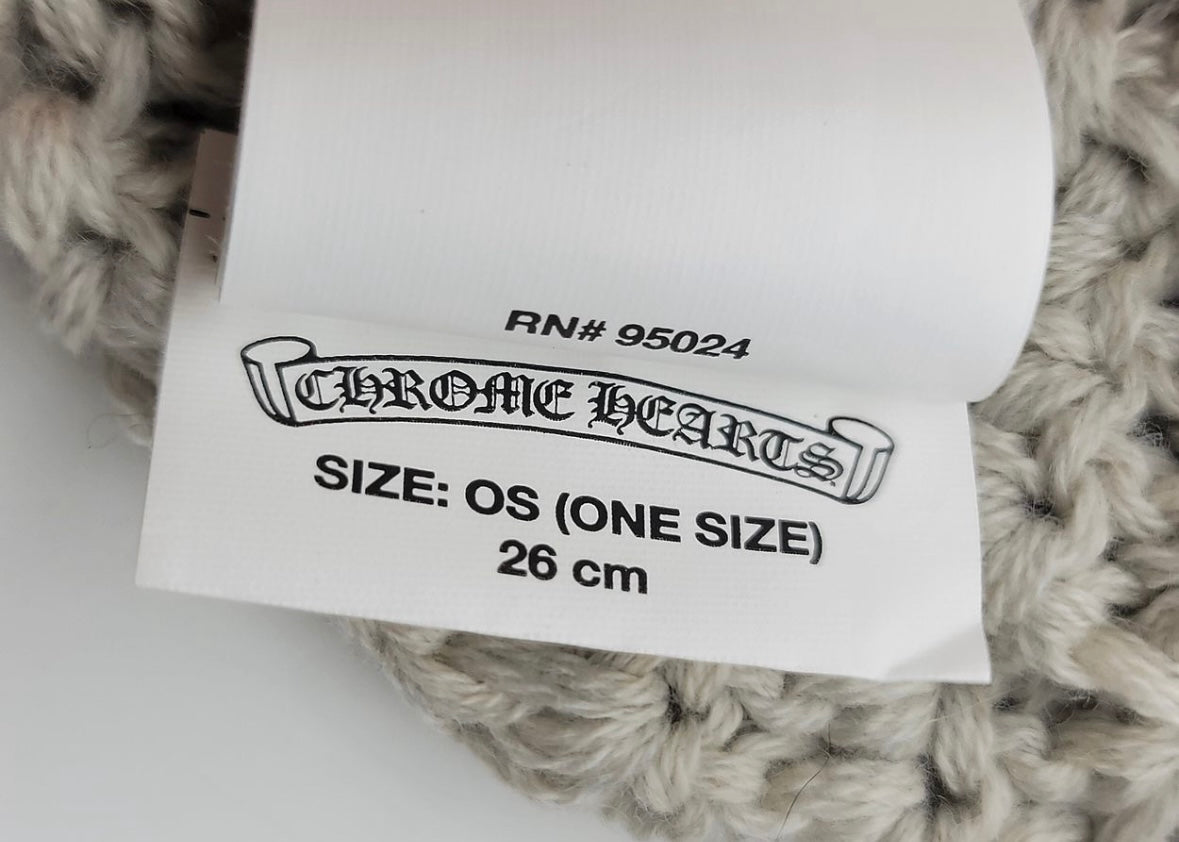 RN# 95024
CHROME HEARTS
SIZE: OS (ONE SIZE)
26 cm